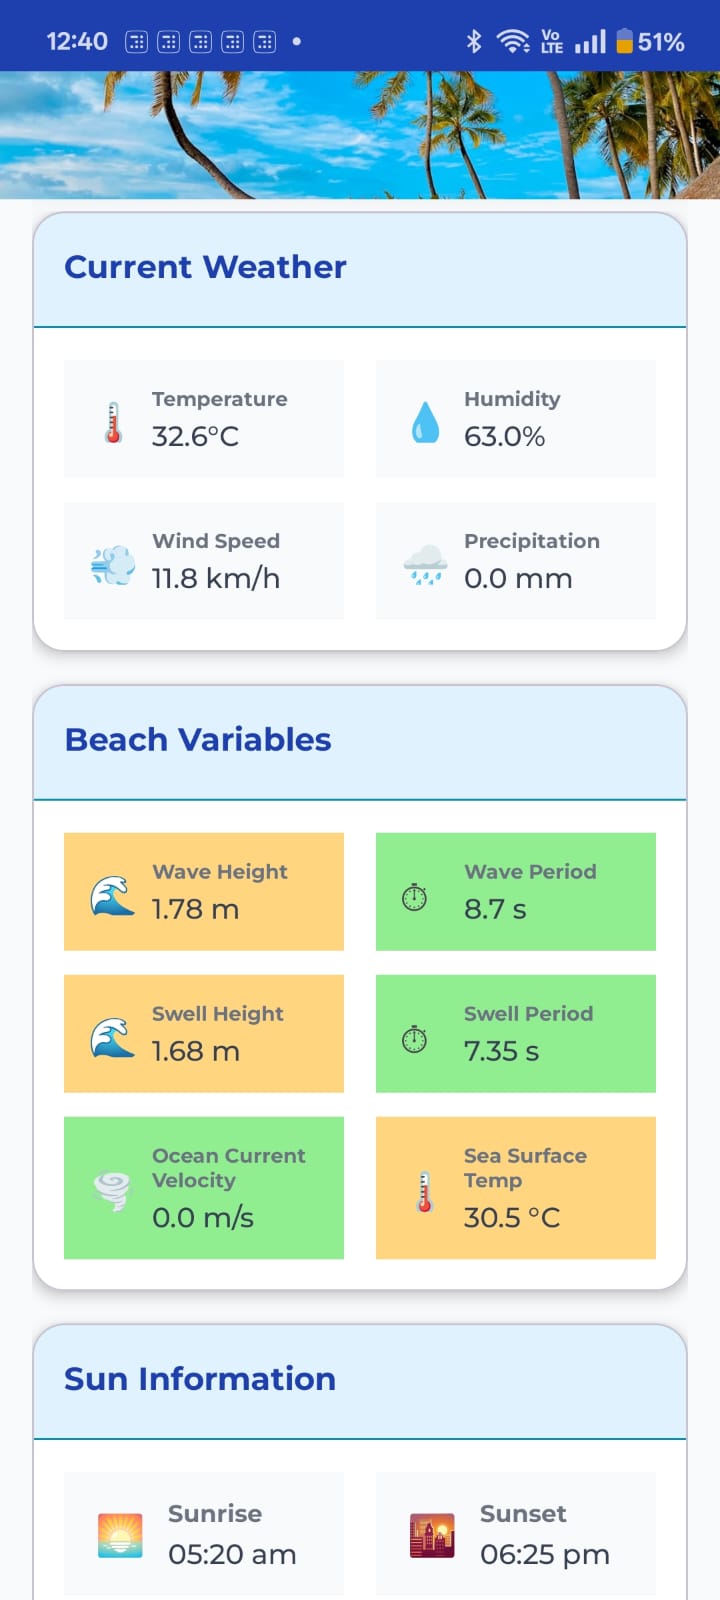 12:40
Vo
LTE
51%
Current Weather
Temperature
32.6°C
Humidity
63.0%
Wind Speed
11.8 km/h
Precipitation
0.0 mm
Beach Variables
Wave Height
1.78 m
Wave Period
8.7 s
Swell Height
1.68 m
Swell Period
7.35 s
Ocean Current
Velocity
0.0 m/s
Sea Surface
Temp
30.5 °C
Sun Information
Sunrise
05:20 am
Sunset
06:25 pm